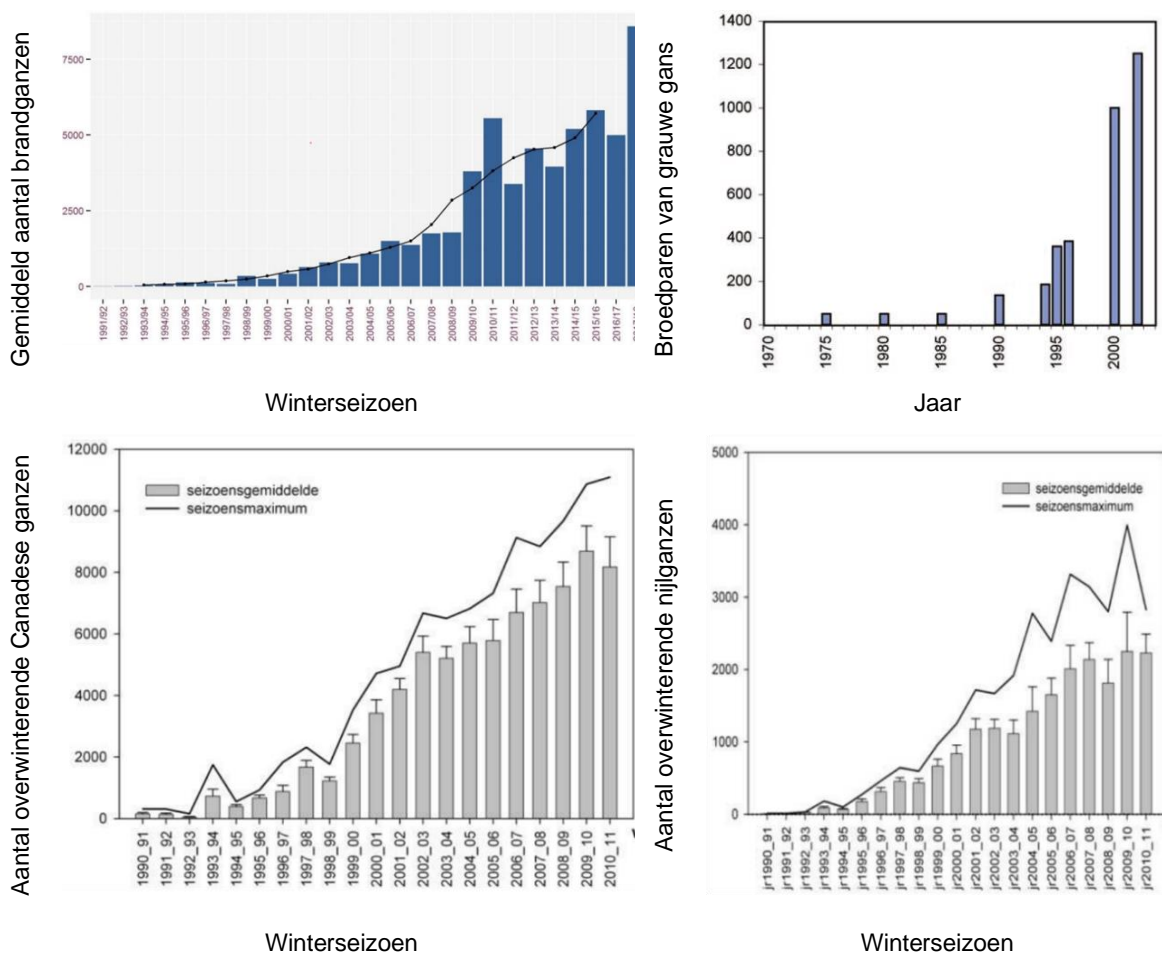 Gemiddeld aantal brandganzen
7500
5000
2500
0
1991/92
1992/93
1993/94
1994/95
1995/96
1996/97
1997/98
1998/99
1999/00
2000/01
2001/02
2002/03
2003/04
2004/05
2005/06
2006/07
2007/08
2008/09
2009/10
2010/11
2011/12
2012/13
2013/14
2014/15
2015/16
2016/17
Winterseizoen
Broedparen van grauwe gans
1400
1200
1000
800
600
400
200
0
1970
1975
1980
1985
1990
1995
2000
Jaar
Aantal overwinterende Canadese ganzen
12000
10000
8000
6000
4000
2000
0
seizoensgemiddelde
seizoensmaximum
1990_91
1991_92
1992_93
1993_94
1994_95
1995_96
1996_97
1997_98
1998_99
1999_00
2000_01
2001_02
2002_03
2003_04
2004_05
2005_06
2006_07
2007_08
2008_09
2009_10
2010_11
Winterseizoen
Aantal overwinterende nijlganzen
5000
4000
3000
2000
1000
0
seizoensgemiddelde
seizoensmaximum
jr1990_91
jr1991_92
jr1992_93
jr1993_94
jr1994_95
jr1995_96
jr1996_97
jr1997_98
jr1998_99
jr1999_00
jr2000_01
jr2001_02
jr2002_03
jr2003_04
jr2004_05
jr2005_06
jr2006_07
jr2007_08
jr2008_09
jr2009_10
jr2010_11
Winterseizoen